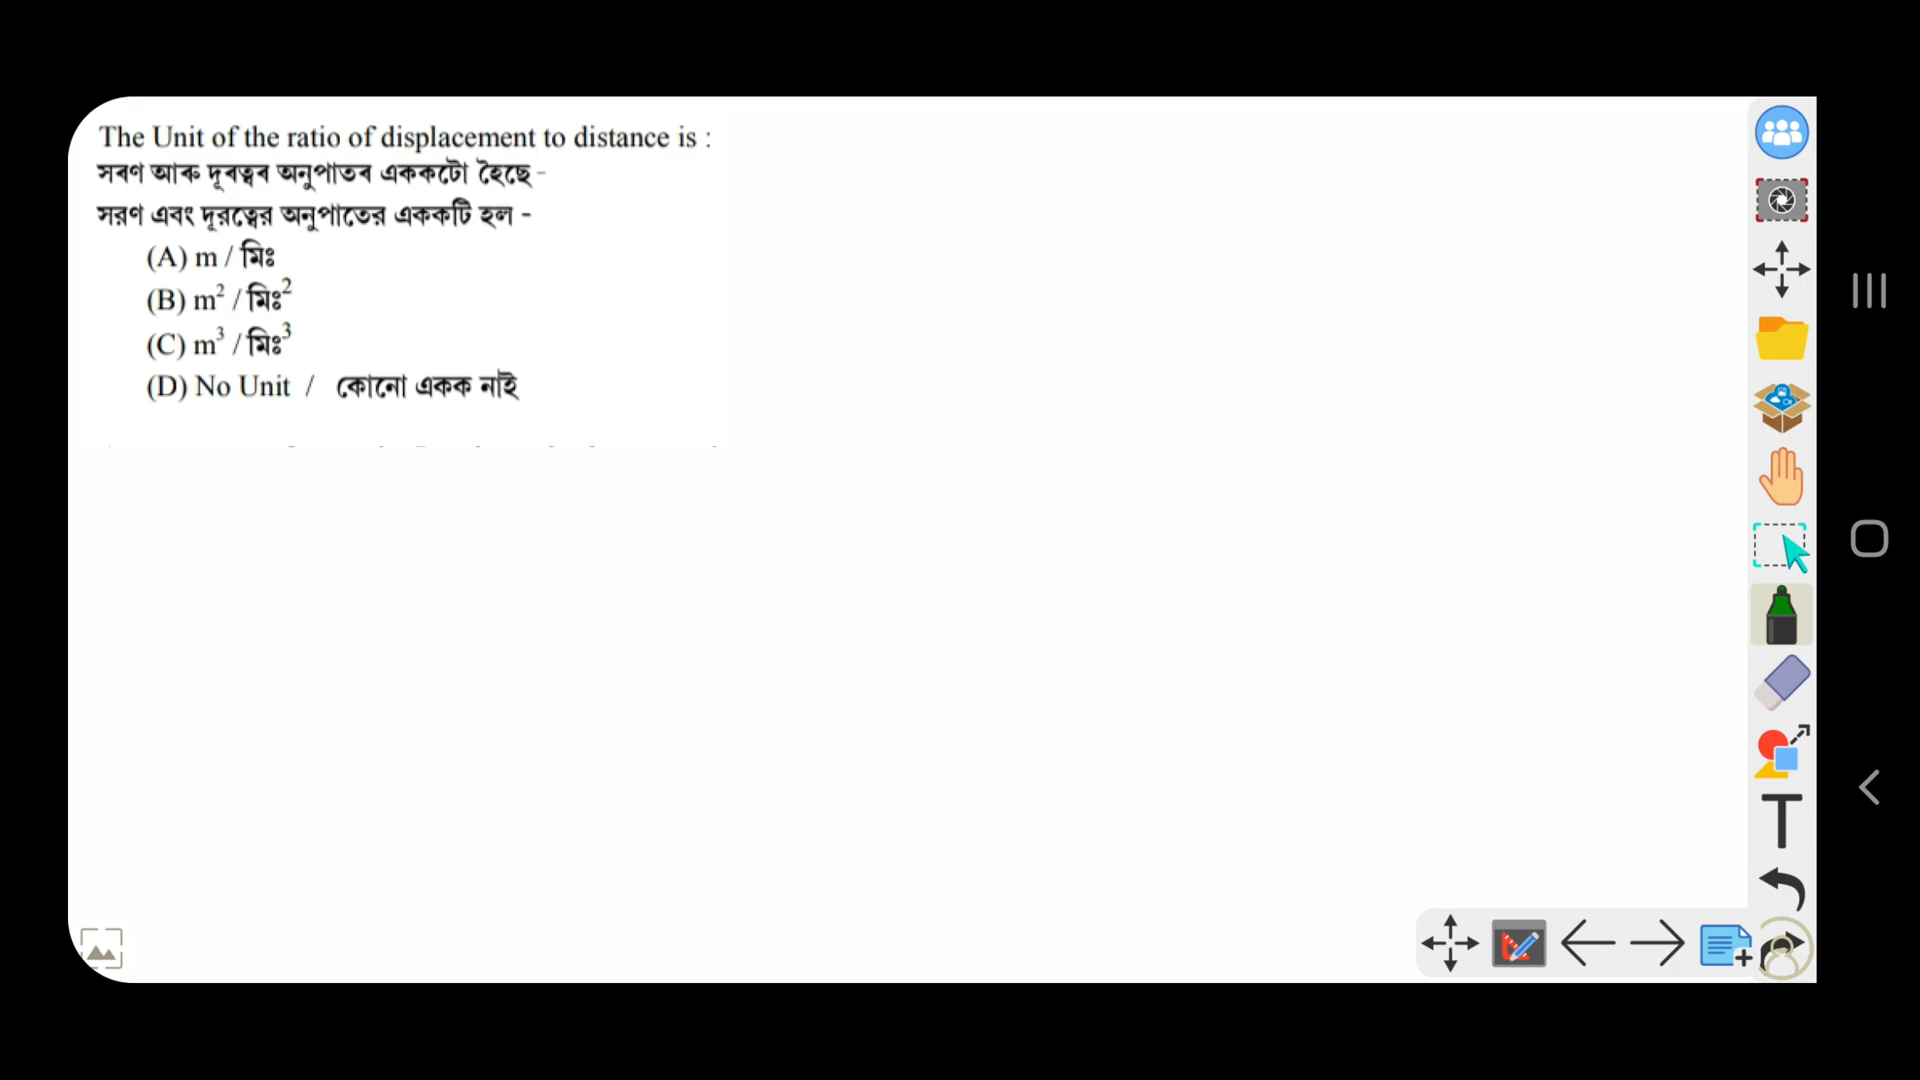 The Unit of the ratio of displacement to distance is :
সৰণ আৰু দূৰত্বৰ অনুপাতৰ এককটো হৈছে -
সরণ এবং দূরত্বের অনুপাতের এককটি হল -
(A) m / মিঃ
(B) m² / মিঃ²
(C) m³ / মিঃ³
(D) No Unit / কোনো একক নাই